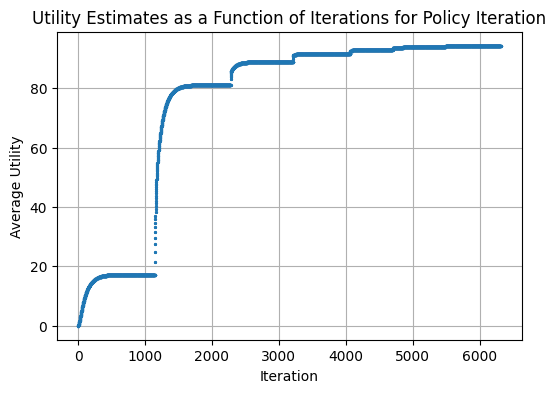 Utility Estimates as a Function of Iterations for Policy Iteration
80
60
40
20
0
Average Utility
0 1000 2000 3000 4000 5000 6000
Iteration